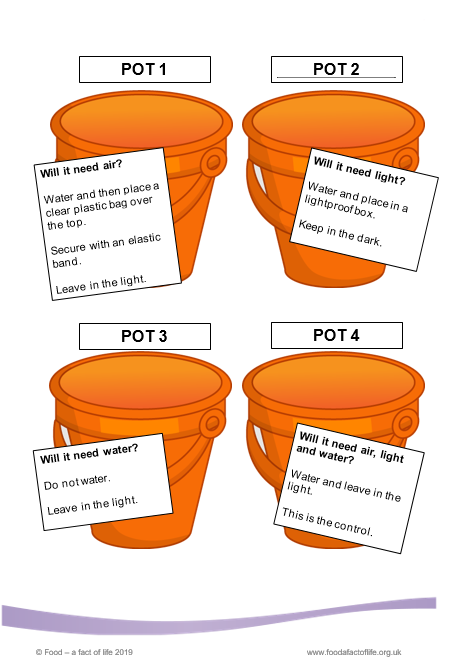 POT 1
Will it need air?
Water and then place a
clear plastic bag over
the top.
Secure with an elastic
band.
Leave in the light.
POT 2
Will it need light?
Water and place in a
lightproof box.
Keep in the dark.
POT 3
Will it need water?
Do not water.
Leave in the light.
POT 4
Will it need air, light
and water?
Water and leave in the
light.
This is the control.
© Food – a fact of life 2019
www.foodafactoflife.org.uk